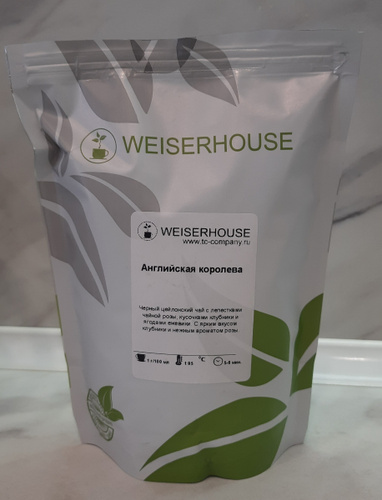 WEISERHOUSE
WEISERHOUSE
www.tc-company.ru
Английская королева
Черный цейлонский чай с лепестками
чайной розы, кусочками клубники и
ягодами ежевики. С ярким вкусом
клубники и нежным ароматом розы
°C